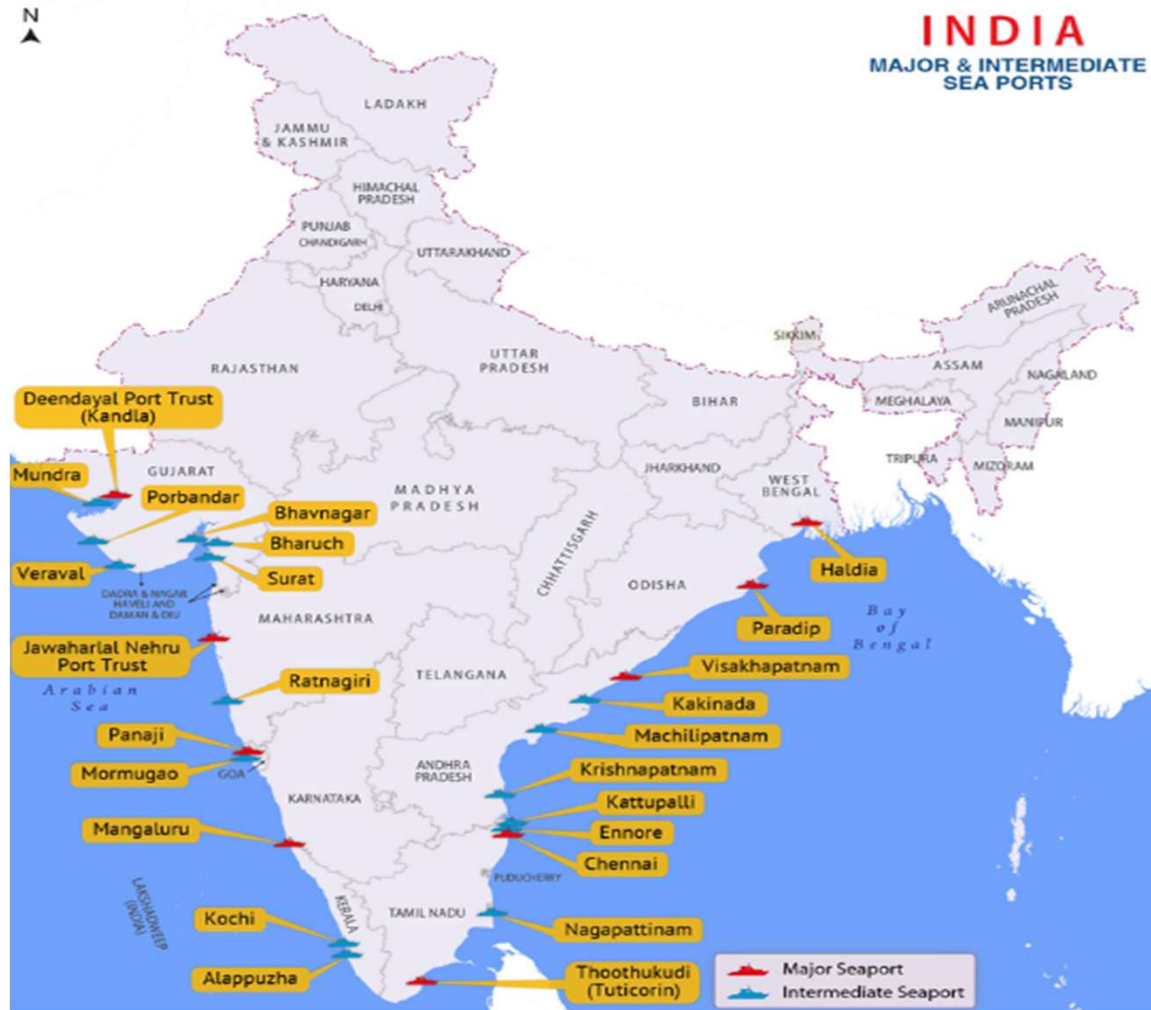 N
INDIA
MAJOR & INTERMEDIATE
SEA PORTS
LADAKH
JAMMU
& KASHMIR
HIMACHAL
PRADESH
PUNJAB
CHANDIGARH
UTTARAKHAND
HARYANA
DELHI
ARUNACHAL
PRADESH
SIKKIM
RAJASTHAN
UTTAR
PRADESH
ASSAM
NAGALAND
BIHAR
MEGHALAYA
MANIPUR
Deendayal Port Trust
(Kandla)
TRIPURA
MIZORAM
JHARKHAND
WEST
BENGAL
GUJARAT
Mundra
MADHYA
PRADESH
Porbandar
Bhavnagar
Bharuch
CHHATTISGARH
Veraval
Surat
Haldia
DADRA & NAGAR
HAVELI AND
DAMAN & DIU
ODISHA
MAHARASHTRA
Paradip
Bay
of
Bengal
Jawaharlal Nehru
Port Trust
TELANGANA
Visakhapatnam
Arabian
Sea
Ratnagiri
Kakinada
Panaji
Machilipatnam
Mormugao
GOA
ANDHRA
PRADESH
Krishnapatnam
KARNATAKA
Kattupalli
Mangaluru
Ennore
Chennai
PUDUCHERRY
LAKSHADWEEP
(INDIA)
KERALA
TAMIL NADU
Kochi
Nagapattinam
Alappuzha
Thoothukudi
(Tuticorin)
Major Seaport
Intermediate Seaport